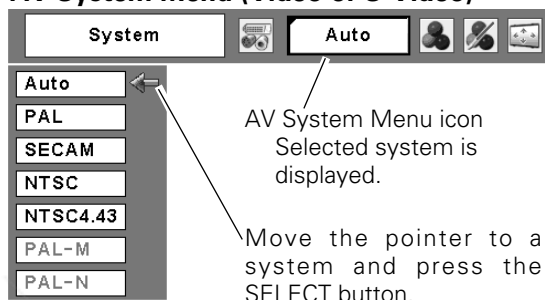 AV System Menu (Video or S-Video)
System
Auto
Auto
PAL
SECAM
NTSC
NTSC4.43
PAL-M
PAL-N
AV System Menu icon
Selected system is
displayed.
Move the pointer to a
system and press the
SELECT button.